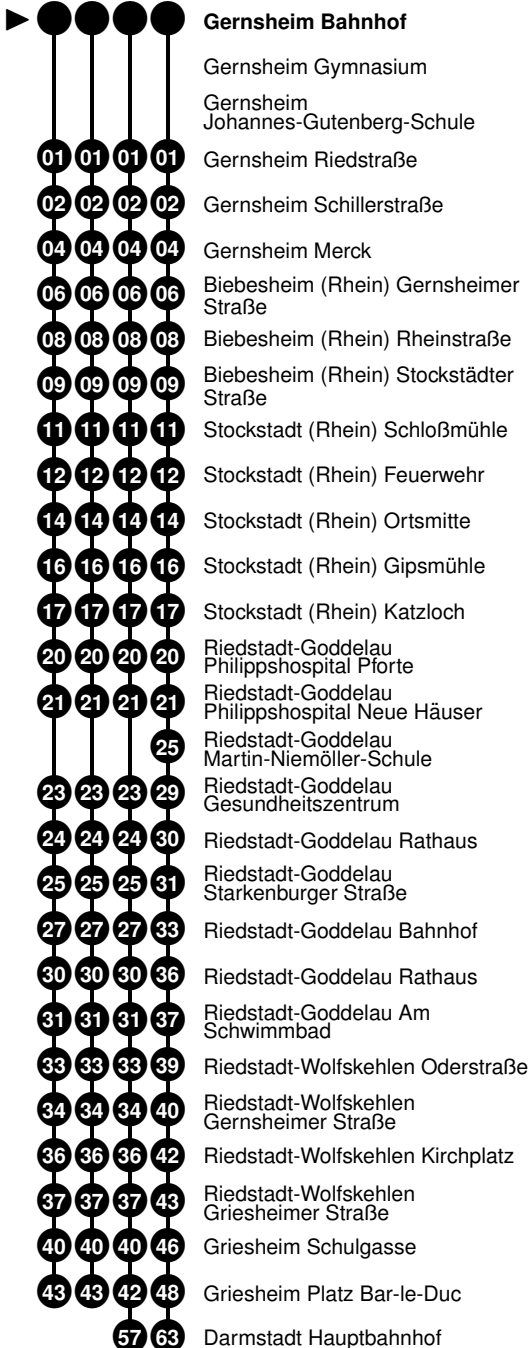 Gernsheim Bahnhof
Gernsheim Gymnasium
Gernsheim
Johannes-Gutenberg-Schule
01 01 01 01 Gernsheim Riedstraße
02 02 02 02 Gernsheim Schillerstraße
04 04 04 04 Gernsheim Merck
06 06 06 06 Biebesheim (Rhein) Gernsheimer
Straße
08 08 08 08 Biebesheim (Rhein) Rheinstraße
09 09 09 09 Biebesheim (Rhein) Stockstädter
Straße
11 11 11 11 Stockstadt (Rhein) Schloßmühle
12 12 12 12 Stockstadt (Rhein) Feuerwehr
14 14 14 14 Stockstadt (Rhein) Ortsmitte
16 16 16 16 Stockstadt (Rhein) Gipsmühle
17 17 17 17 Stockstadt (Rhein) Katzloch
20 20 20 20 Riedstadt-Goddelau
Philippshospital Pforte
21 21 21 21 Riedstadt-Goddelau
Philippshospital Neue Häuser
25 Riedstadt-Goddelau
Martin-Niemöller-Schule
23 23 23 29 Riedstadt-Goddelau
Gesundheitszentrum
24 24 24 30 Riedstadt-Goddelau Rathaus
25 25 25 31 Riedstadt-Goddelau
Starkenburger Straße
27 27 27 33 Riedstadt-Goddelau Bahnhof
30 30 30 36 Riedstadt-Goddelau Rathaus
31 31 31 37 Riedstadt-Goddelau Am
Schwimmbad
33 33 33 39 Riedstadt-Wolfskehlen Oderstraße
34 34 34 40 Riedstadt-Wolfskehlen
Gernsheimer Straße
36 36 36 42 Riedstadt-Wolfskehlen Kirchplatz
37 37 37 43 Riedstadt-Wolfskehlen
Griesheimer Straße
40 40 40 46 Griesheim Schulgasse
43 43 42 48 Griesheim Platz Bar-le-Duc
57 63 Darmstadt Hauptbahnhof